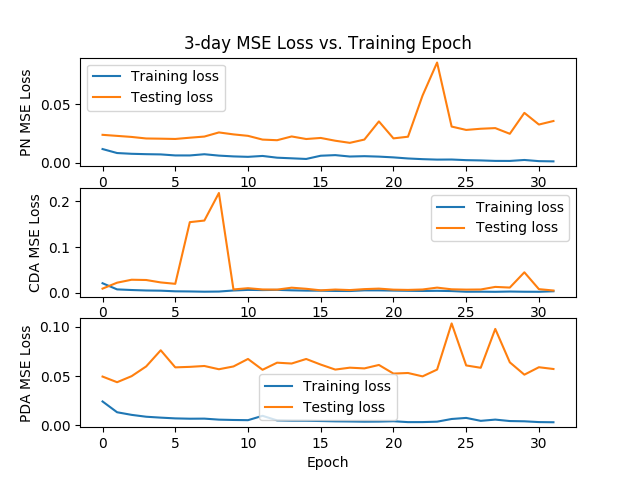 3-day MSE Loss vs. Training Epoch
PN MSE Loss
0.05
0.00
Training loss
Testing loss
0 5 10 15 20 25 30
CDA MSE Loss
0.2
0.1
0.0
Training loss
Testing loss
0 5 10 15 20 25 30
PDA MSE Loss
0.10
0.05
0.00
Training loss
Testing loss
0 5 10 15 20 25 30
Epoch